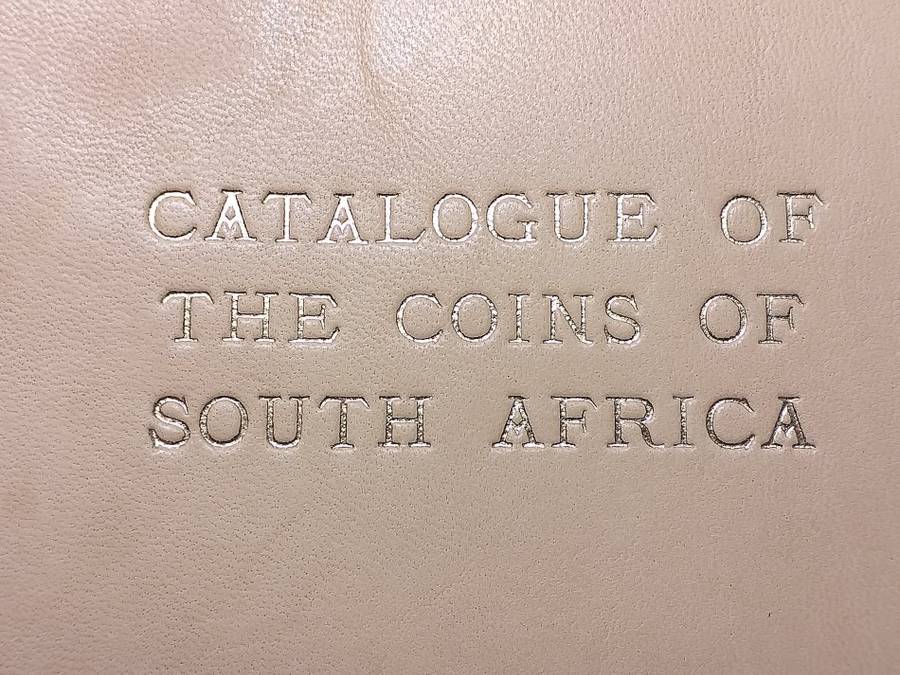 CATALOGUE OF
THE COINS OF
SOUTH AFRICA